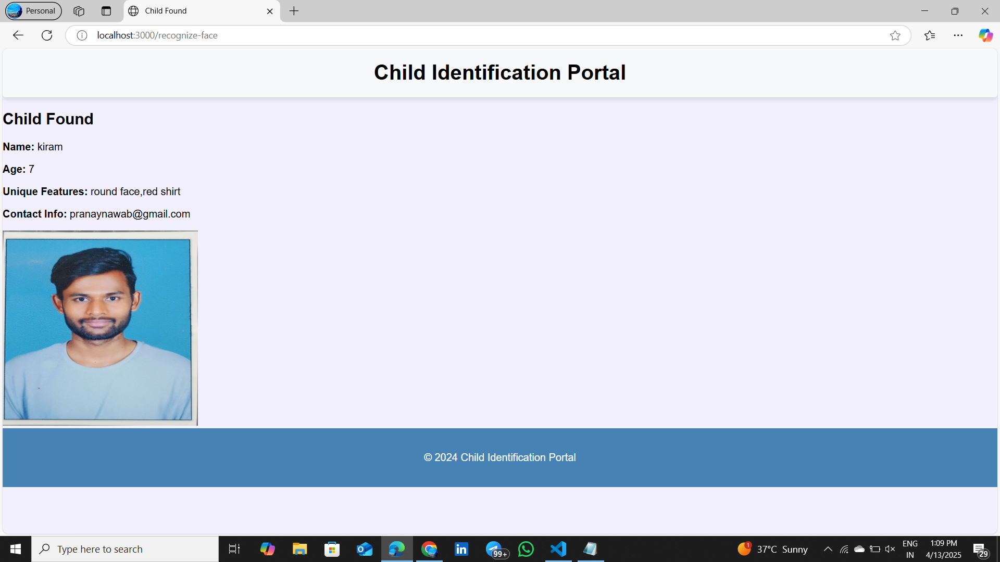 Personal
Child Found
localhost:3000/recognize-face
Child Identification Portal
Child Found
Name: kiram
Age: 7
Unique Features: round face,red shirt
Contact Info: pranaynawab@gmail.com
© 2024 Child Identification Portal
Type here to search
99+
1
37°C Sunny
ENG
IN
1:09 PM
4/13/2025
29